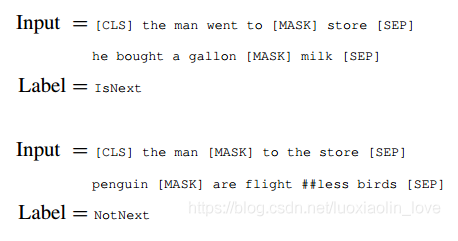 Input = [CLS] the man went to [MASK] store [SEP]
he bought a gallon [MASK] milk [SEP]
Label = IsNext
Input = [CLS] the man [MASK] to the store [SEP]
penguin [MASK] are flight ##less birds [SEP]
Label = NotNext
https://blog.csdn.net/luoxiaolin_love